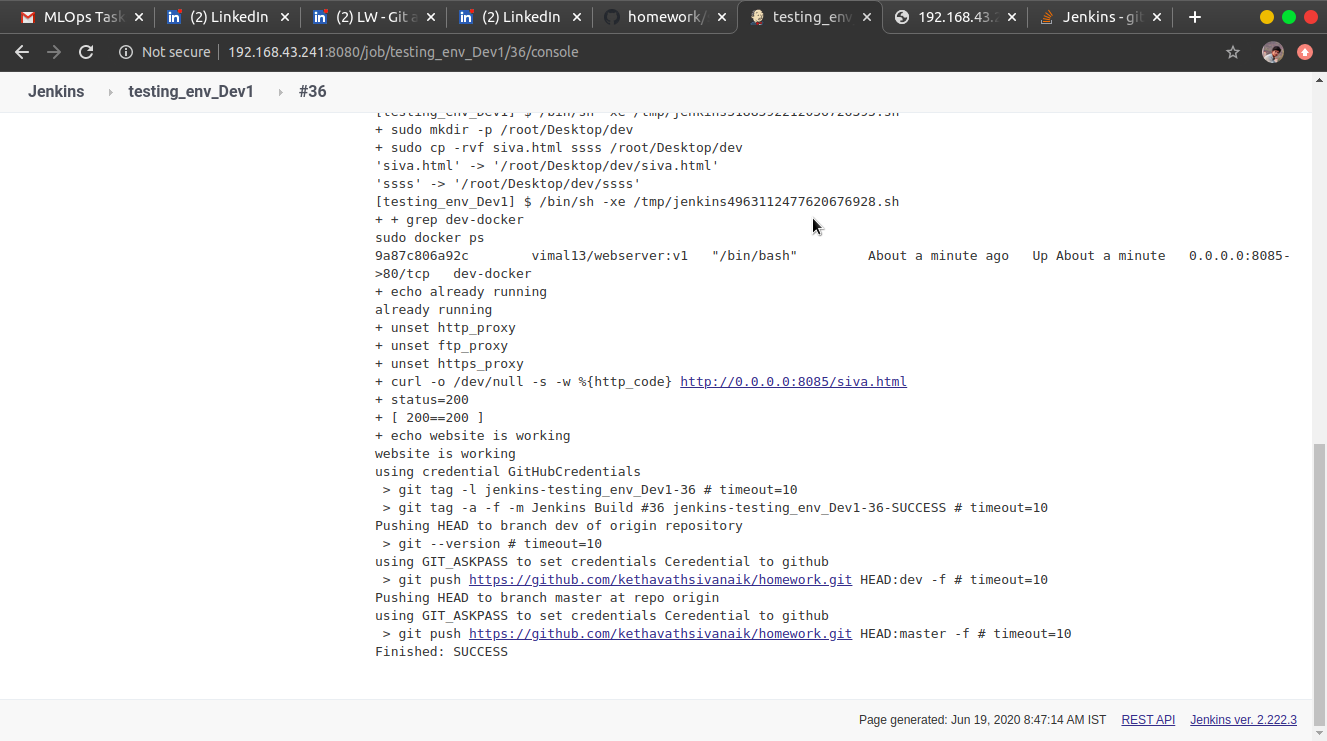 MLOps Task
(2) LinkedIn
(2) LW - Git a
(2) LinkedIn
homework/
testing_env
192.168.43.2
Jenkins - git
Not secure
192.168.43.241:8080/job/testing_env_Dev1/36/console
Jenkins
testing_env_Dev1
#36
+ sudo mkdir -p /root/Desktop/dev
+ sudo cp -rvf siva.html ssss /root/Desktop/dev
'siva.html' -> '/root/Desktop/dev/siva.html'
'ssss' -> '/root/Desktop/dev/ssss'
[testing_env_Dev1] $ /bin/sh -xe /tmp/jenkins4963112477620676928.sh
+ + grep dev-docker
sudo docker ps
9a87c806a92c vimal13/webserver:v1 "/bin/bash" About a minute ago Up About a minute 0.0.0.0:8085-
>80/tcp dev-docker
+ echo already running
already running
+ unset http_proxy
+ unset ftp_proxy
+ unset https_proxy
+ curl -o /dev/null -s -w %{http_code} http://0.0.0.0:8085/siva.html
+ status=200
+ [ 200==200 ]
+ echo website is working
website is working
using credential GitHubCredentials
> git tag -l jenkins-testing_env_Dev1-36 # timeout=10
> git tag -a -f -m Jenkins Build #36 jenkins-testing_env_Dev1-36-SUCCESS # timeout=10
Pushing HEAD to branch dev of origin repository
> git --version # timeout=10
using GIT_ASKPASS to set credentials Ceredential to github
> git push https://github.com/kethavathsivanaik/homework.git HEAD:dev -f # timeout=10
Pushing HEAD to branch master at repo origin
using GIT_ASKPASS to set credentials Ceredential to github
> git push https://github.com/kethavathsivanaik/homework.git HEAD:master -f # timeout=10
Finished: SUCCESS
Page generated: Jun 19, 2020 8:47:14 AM IST
REST API
Jenkins ver. 2.222.3